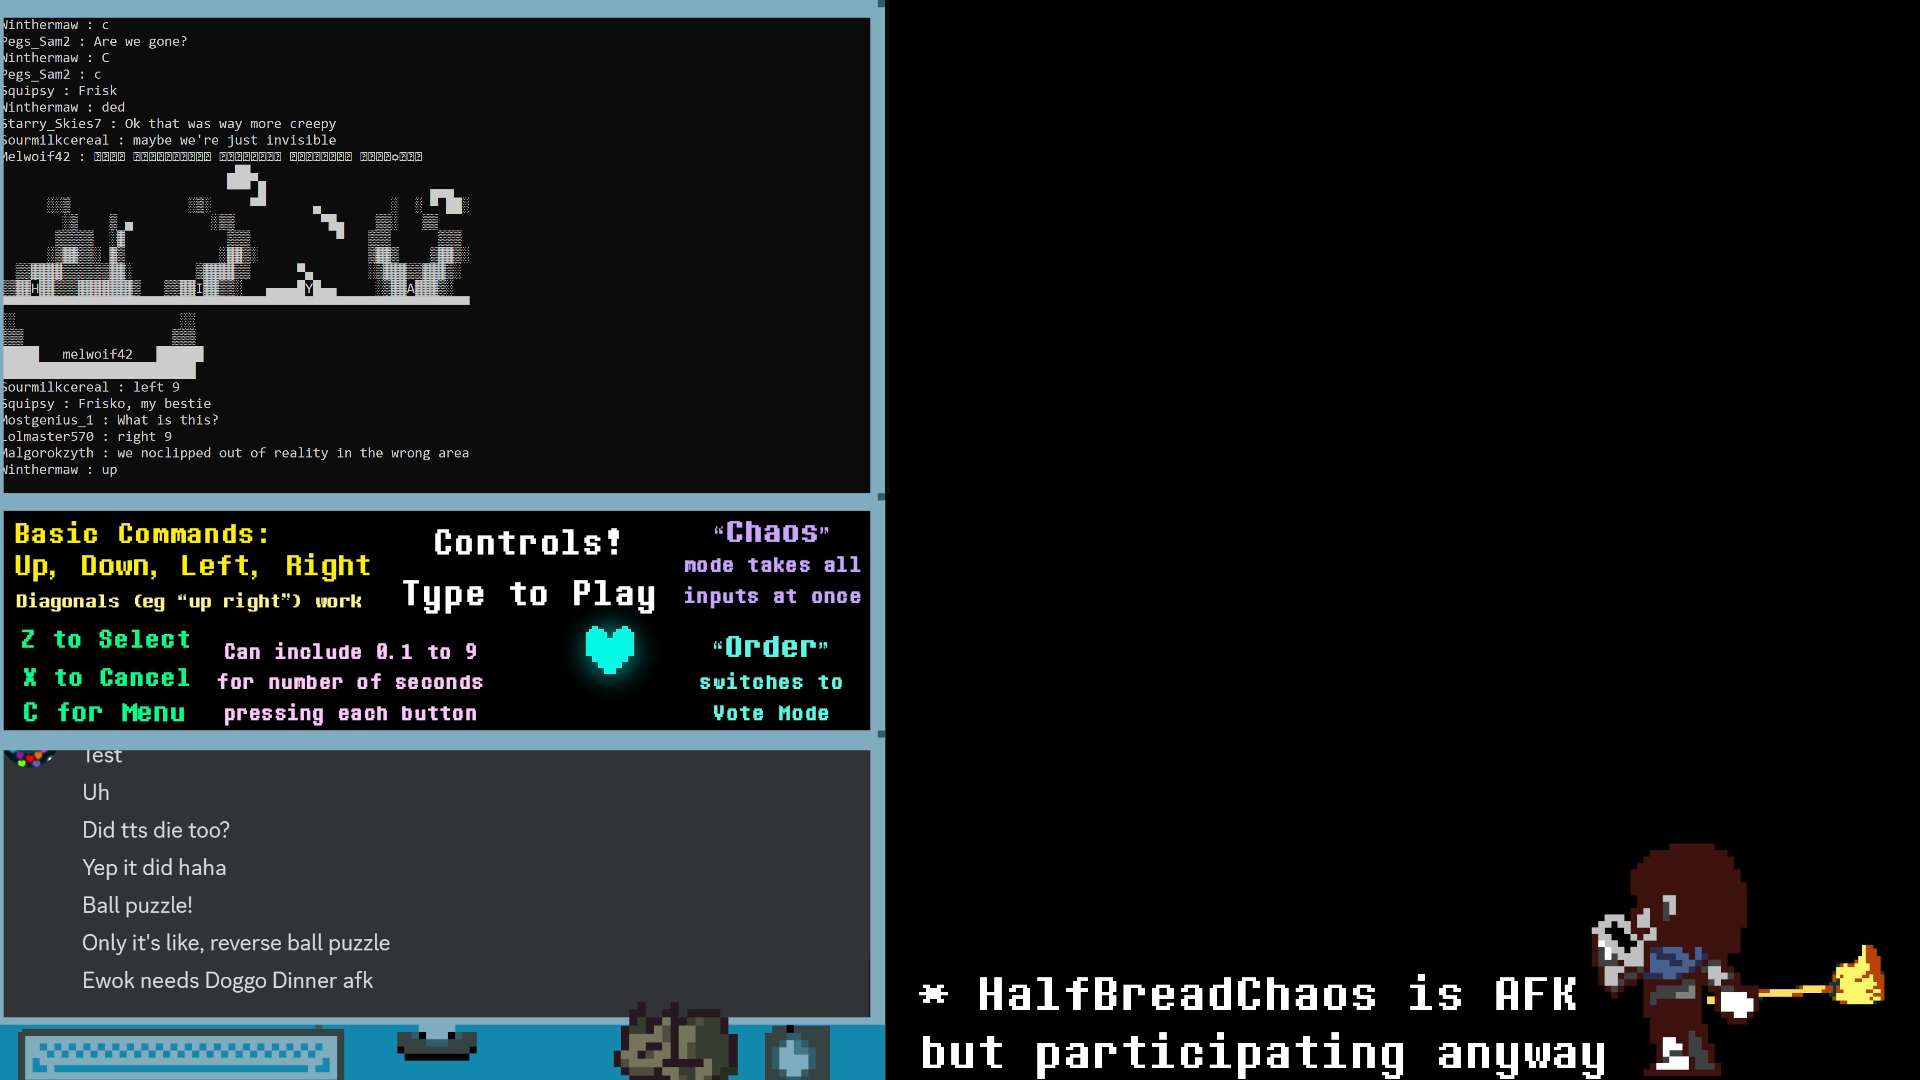 Winthermaw : c
Pegs_Sam2 : Are we gone?
Winthermaw : C
Pegs_Sam2 : c
Squipsy : Frisk
Winthermaw : ded
Starry_Skies7 : Ok that was way more creepy
Sourmilkcereal : maybe we're just invisible
Melwoif42 :
H I Y A
melwoif42
Sourmilkcereal : left 9
Squipsy : Frisko, my bestie
Mostgenius_1 : What is this?
Lolmaster570 : right 9
Malgorokzyth : we noclipped out of reality in the wrong area
Winthermaw : up
Basic Commands:
Up, Down, Left, Right
Diagonals (eg “up right”) work
Z to Select
X to Cancel
C for Menu
Can include 0.1 to 9
for number of seconds
pressing each button
Controls!
Type to Play
“Chaos”
mode takes all
inputs at once
“Order”
switches to
Vote Mode
Test
Uh
Did tts die too?
Yep it did haha
Ball puzzle!
Only it's like, reverse ball puzzle
Ewok needs Doggo Dinner afk
* HalfBreadChaos is AFK
but participating anyway